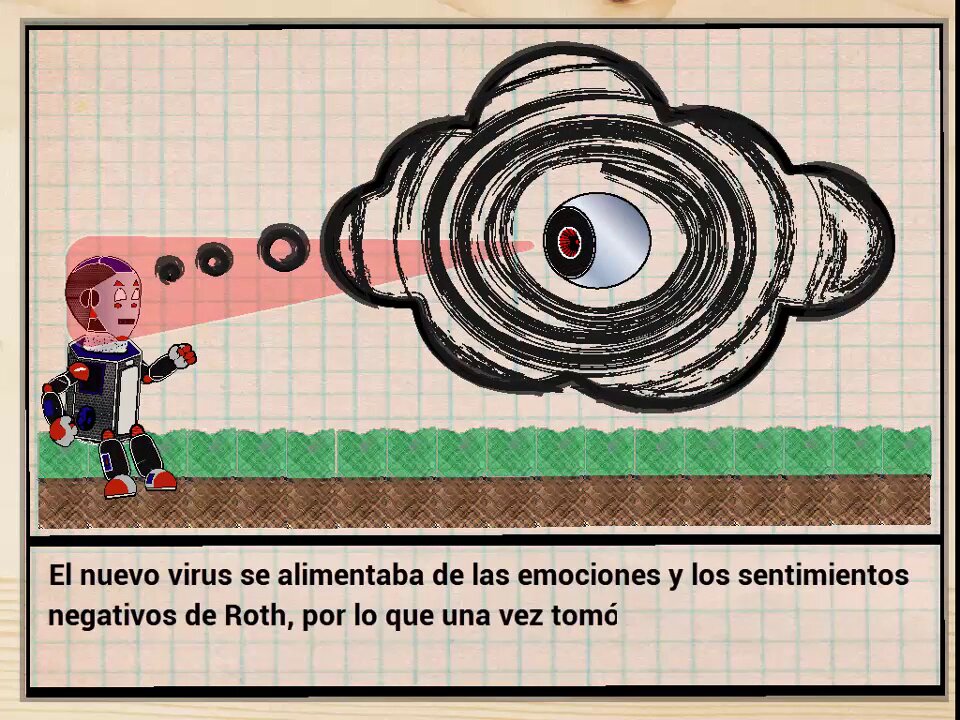 El nuevo virus se alimentaba de las emociones y los sentimientos
negativos de Roth, por lo que una vez tomó